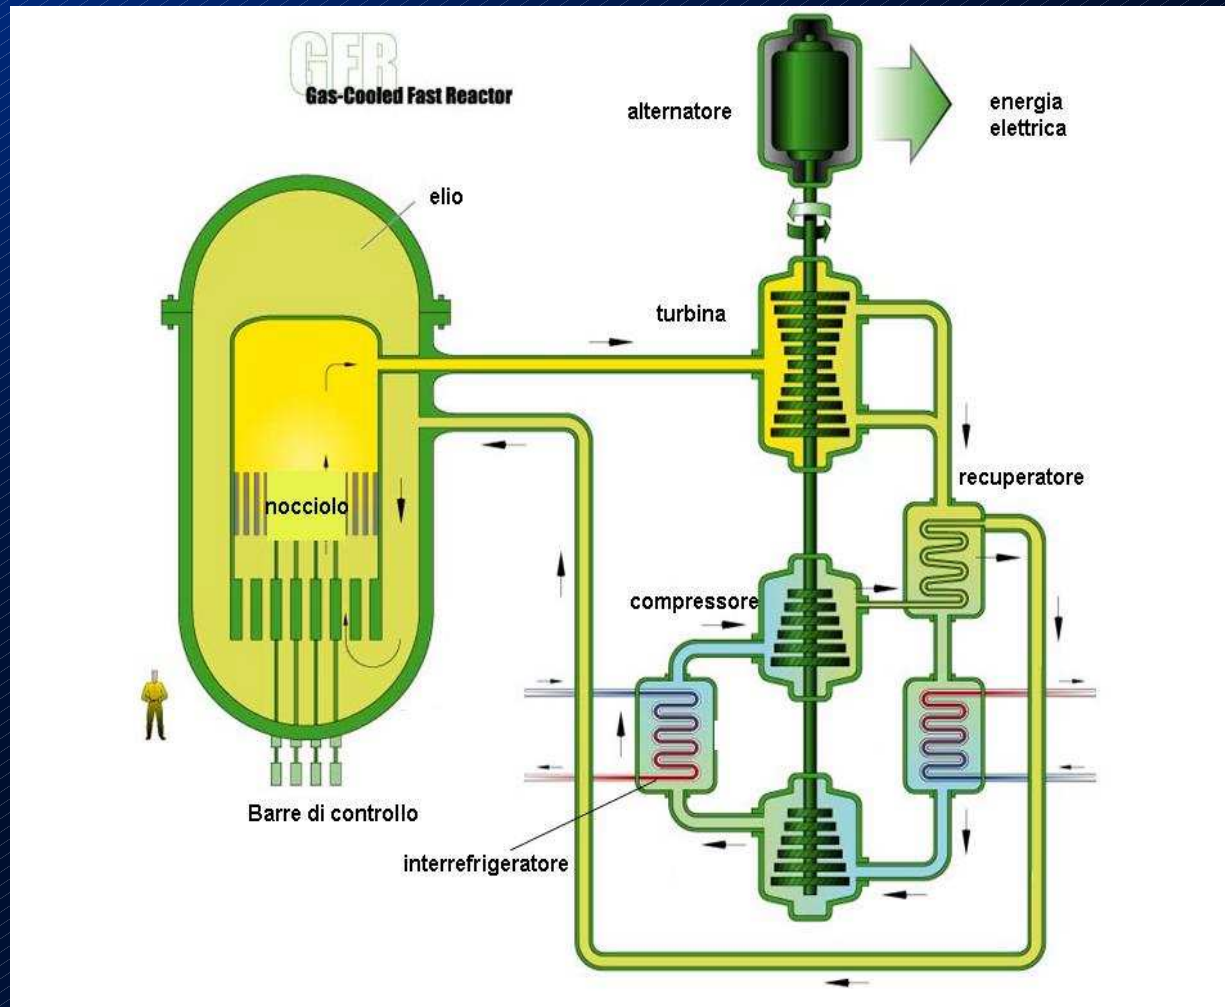 GFR
Gas-Cooled Fast Reactor
alternatore
energia
elettrica
elio
turbina
recuperatore
nocciolo
compressore
Barre di controllo
interrefrigeratore